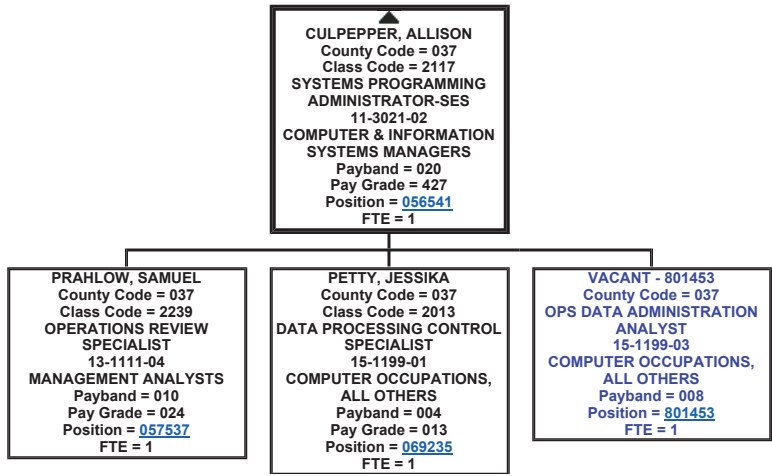 CULPEPPER, ALLISON
County Code = 037
Class Code = 2117
SYSTEMS PROGRAMMING
ADMINISTRATOR-SES
11-3021-02
COMPUTER & INFORMATION
SYSTEMS MANAGERS
Payband = 020
Pay Grade = 427
Position = 056541
FTE = 1
PRAHLOW, SAMUEL
County Code = 037
Class Code = 2239
OPERATIONS REVIEW
SPECIALIST
13-1111-04
MANAGEMENT ANALYSTS
Payband = 010
Pay Grade = 024
Position = 057537
FTE = 1
PETTY, JESSIKA
County Code = 037
Class Code = 2013
DATA PROCESSING CONTROL
SPECIALIST
15-1199-01
COMPUTER OCCUPATIONS,
ALL OTHERS
Payband = 004
Pay Grade = 013
Position = 069235
FTE = 1
VACANT - 801453
County Code = 037
OPS DATA ADMINISTRATION
ANALYST
15-1199-03
COMPUTER OCCUPATIONS,
ALL OTHERS
Payband = 008
Position = 801453
FTE = 1